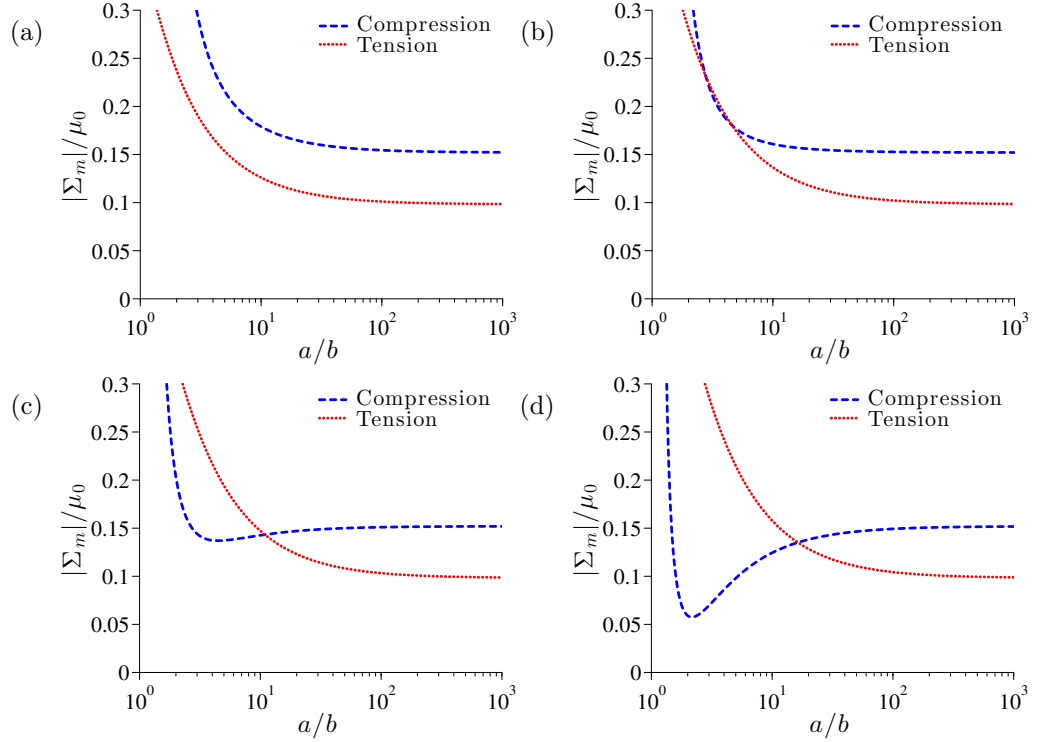 (a)
|Σ_m|/μ_0
0.3
0.25
0.2
0.15
0.1
0.05
0
Compression
Tension
10^0 10^1 10^2 10^3
a/b
(b)
|Σ_m|/μ_0
0.3
0.25
0.2
0.15
0.1
0.05
0
Compression
Tension
10^0 10^1 10^2 10^3
a/b
(c)
|Σ_m|/μ_0
0.3
0.25
0.2
0.15
0.1
0.05
0
Compression
Tension
10^0 10^1 10^2 10^3
a/b
(d)
|Σ_m|/μ_0
0.3
0.25
0.2
0.15
0.1
0.05
0
Compression
Tension
10^0 10^1 10^2 10^3
a/b